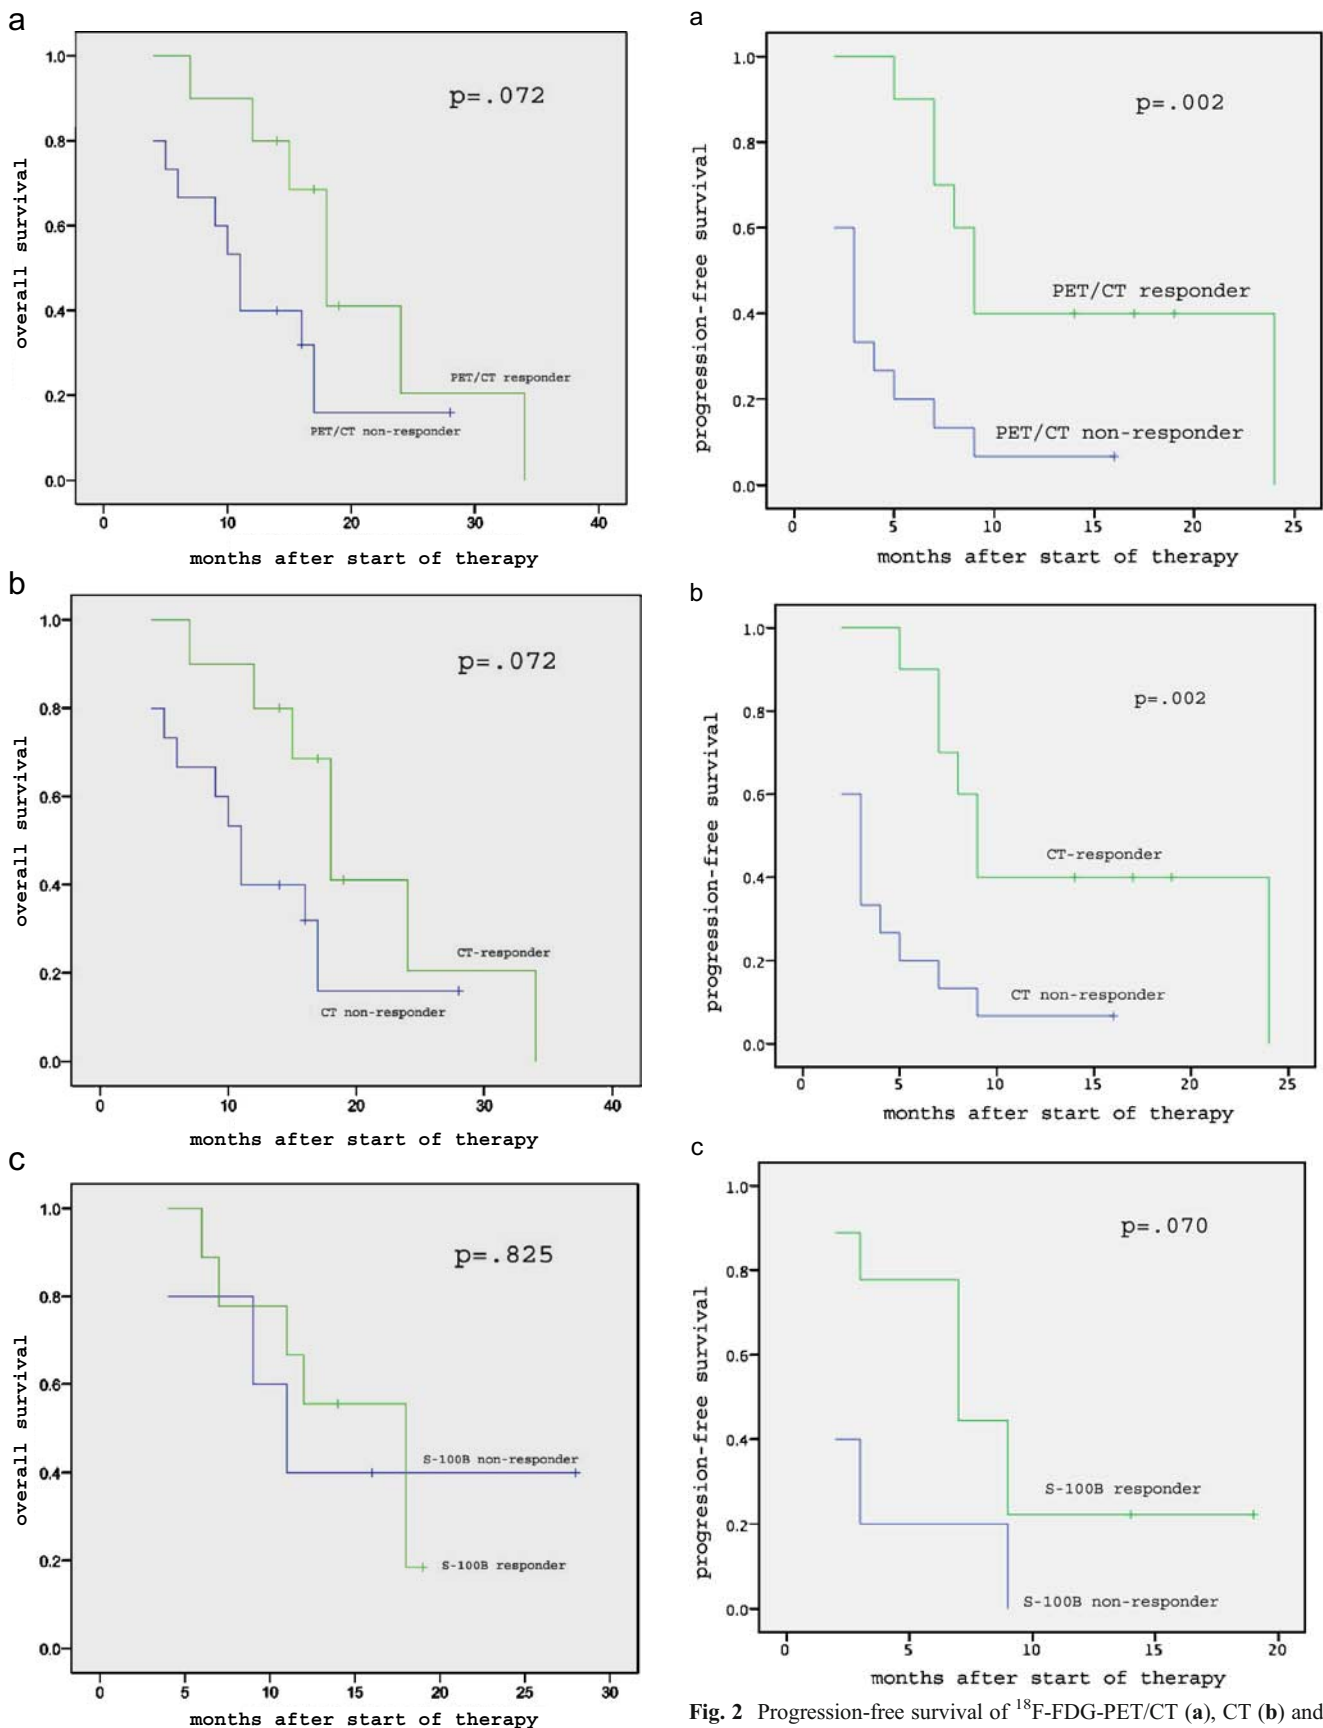 a
overall survival
1.0
0.8
0.6
0.4
0.2
0.0
p=.072
PET/CT responder
PET/CT non-responder
0 10 20 30 40
months after start of therapy
b
overall survival
1.0
0.8
0.6
0.4
0.2
0.0
p=.072
CT-responder
CT non-responder
0 10 20 30 40
months after start of therapy
c
overall survival
1.0
0.8
0.6
0.4
0.2
0.0
p=.825
S-100B non-responder
S-100B responder
0 5 10 15 20 25 30
months after start of therapy
a
progression-free survival
1.0
0.8
0.6
0.4
0.2
0.0
p=.002
PET/CT responder
PET/CT non-responder
0 5 10 15 20 25
months after start of therapy
b
progression-free survival
1.0
0.8
0.6
0.4
0.2
0.0
p=.002
CT-responder
CT non-responder
0 5 10 15 20 25
months after start of therapy
c
progresion-free survival
1.0
0.8
0.6
0.4
0.2
0.0
p=.070
S-100B responder
S-100B non-responder
0 5 10 15 20
months after start of therapy
Fig. 2 Progression-free survival of ¹⁸F-FDG-PET/CT (a), CT (b) and